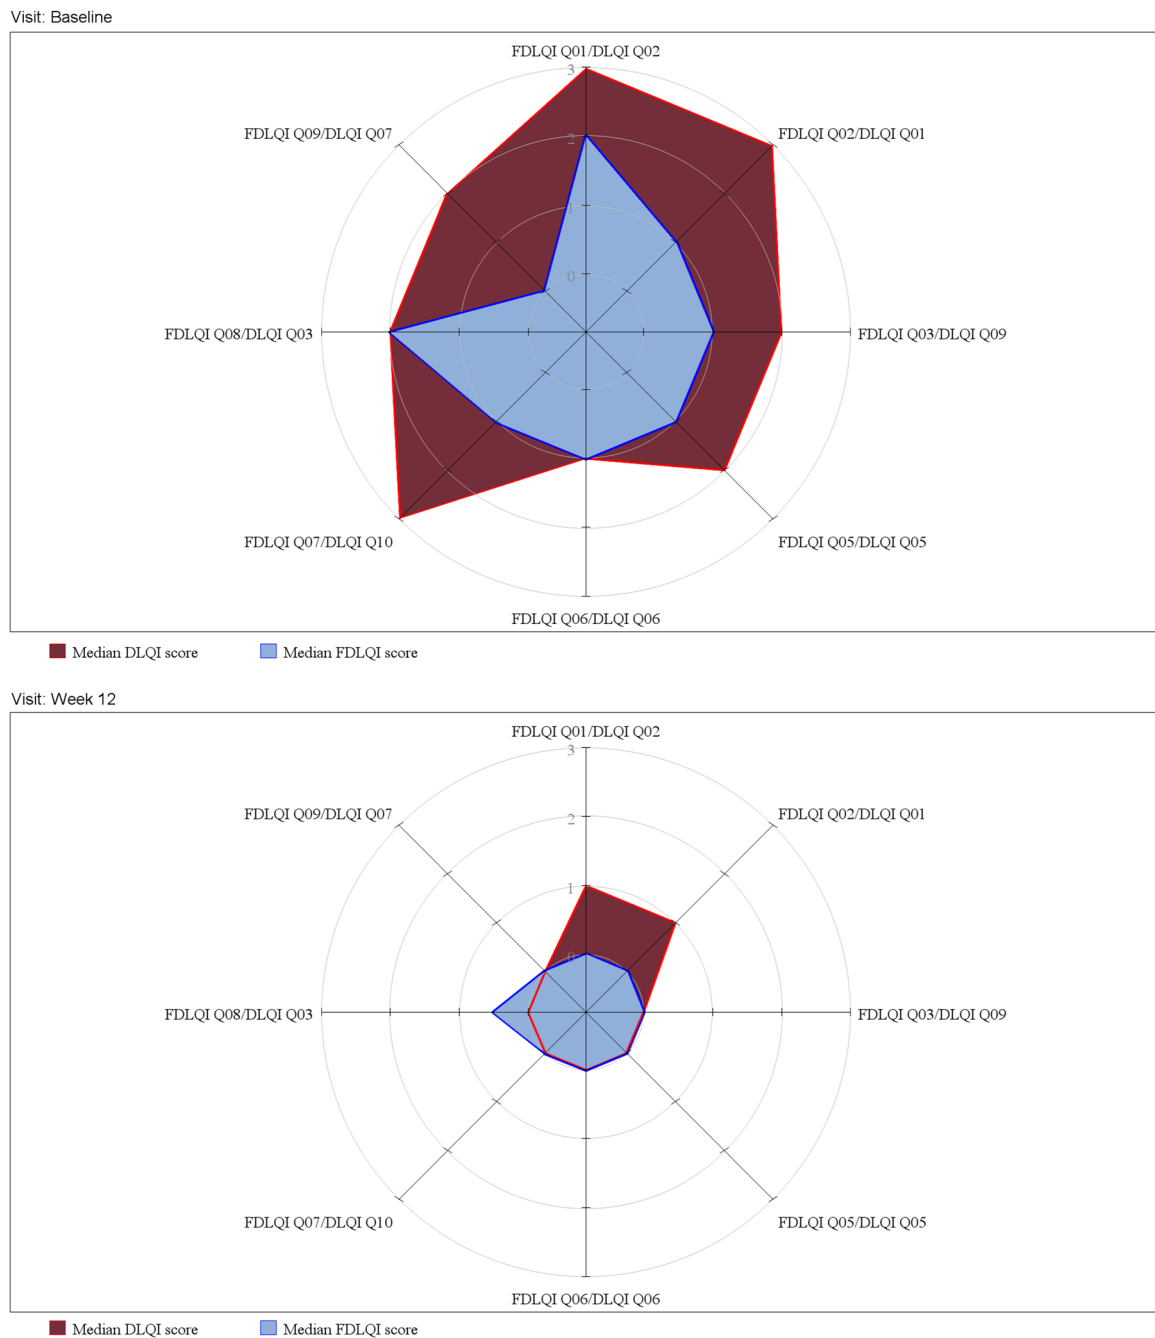 Visit: Baseline
FDLQI Q01/DLQI Q02
3
FDLQI Q09/DLQI Q07
FDLQI Q02/DLQI Q01
2
1
0
FDLQI Q08/DLQI Q03
FDLQI Q03/DLQI Q09
FDLQI Q07/DLQI Q10
FDLQI Q05/DLQI Q05
FDLQI Q06/DLQI Q06
Median DLQI score
Median FDLQI score
Visit: Week 12
FDLQI Q01/DLQI Q02
3
FDLQI Q09/DLQI Q07
FDLQI Q02/DLQI Q01
2
1
0
FDLQI Q08/DLQI Q03
FDLQI Q03/DLQI Q09
FDLQI Q07/DLQI Q10
FDLQI Q05/DLQI Q05
FDLQI Q06/DLQI Q06
Median DLQI score
Median FDLQI score